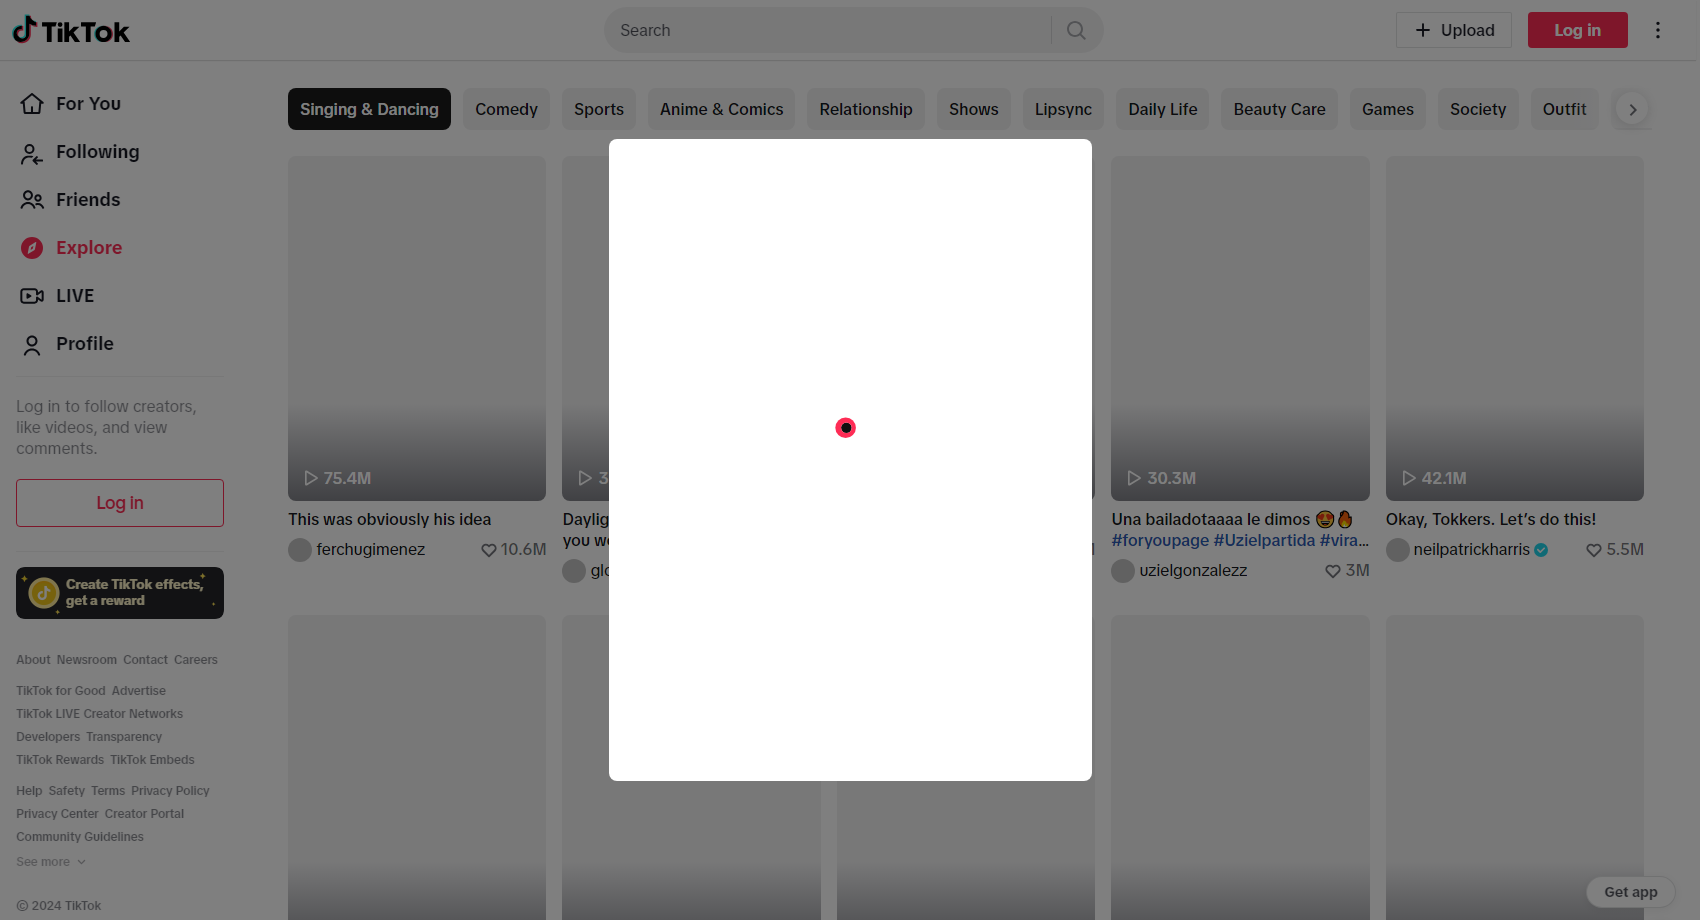 TikTok
Search
Upload
Log in
For You
Following
Friends
Explore
LIVE
Profile
Log in to follow creators,
like videos, and view
comments.
Log in
Create TikTok effects,
get a reward
About Newsroom Contact Careers
TikTok for Good Advertise
TikTok LIVE Creator Networks
Developers Transparency
TikTok Rewards TikTok Embeds
Help Safety Terms Privacy Policy
Privacy Center Creator Portal
Community Guidelines
See more
© 2024 TikTok
Singing & Dancing Comedy Sports Anime & Comics Relationship Shows Lipsync Daily Life Beauty Care Games Society Outfit
75.4M
This was obviously his idea
ferchugimenez 10.6M
30.3M
Una bailadotaaaa le dimos 😍🔥
#foryoupage #Uzielpartida #vira...
uzielgonzalezz 3M
42.1M
Okay, Tokkers. Let’s do this!
neilpatrickharris 5.5M
Get app